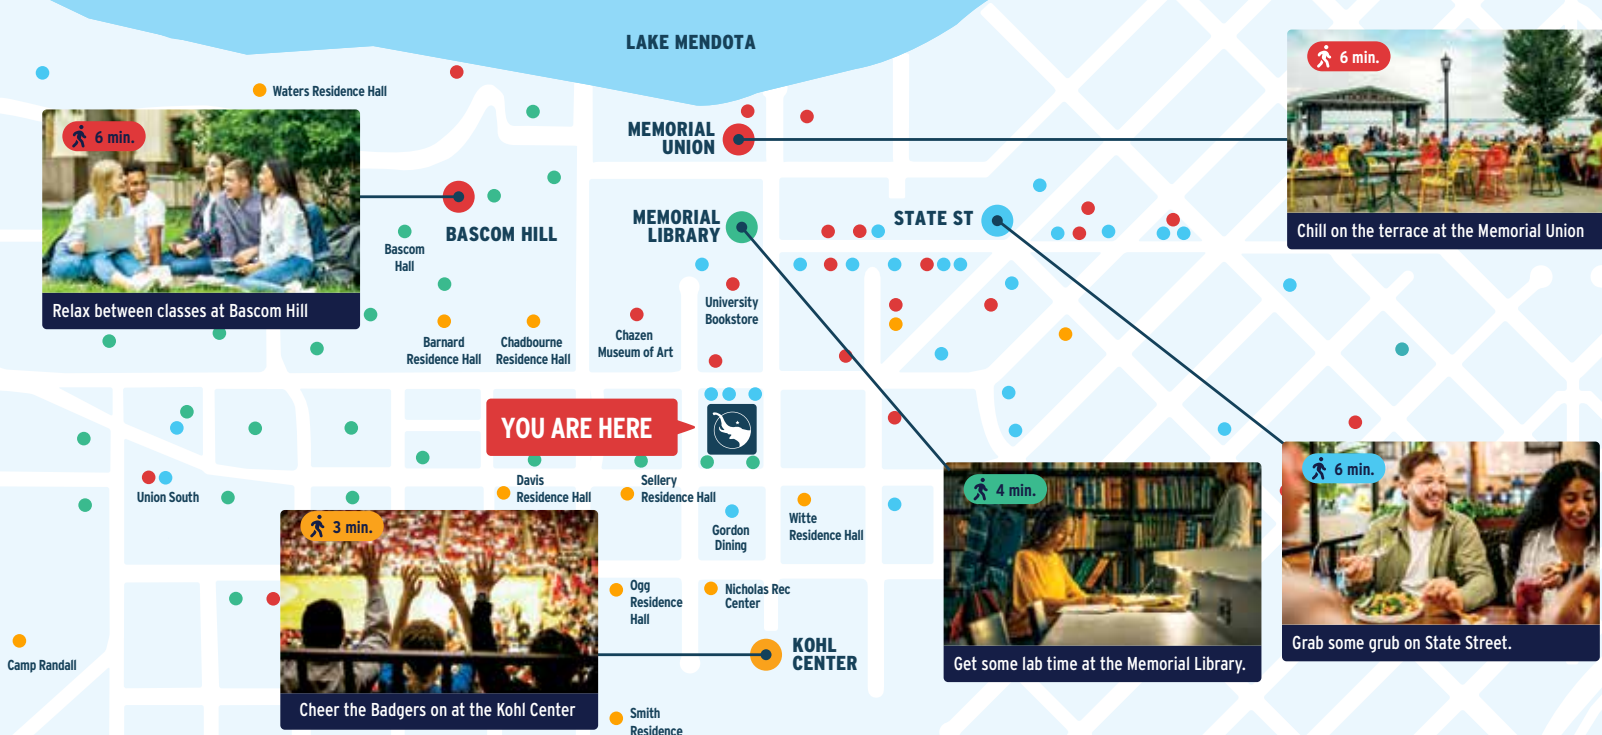 LAKE MENDOTA
6 min.
Chill on the terrace at the Memorial Union
Waters Residence Hall
6 min.
Relax between classes at Bascom Hill
MEMORIAL
UNION
BASCOM HILL
Bascom
Hall
MEMORIAL
LIBRARY
STATE ST
University
Bookstore
Barnard
Residence Hall
Chadbourne
Residence Hall
Chazen
Museum of Art
YOU ARE HERE
Union South
Davis
Residence Hall
Sellery
Residence Hall
Gordon
Dining
Witte
Residence Hall
4 min.
Get some lab time at the Memorial Library.
6 min.
Grab some grub on State Street.
3 min.
Cheer the Badgers on at the Kohl Center
Ogg
Residence
Hall
Nicholas Rec
Center
KOHL
CENTER
Camp Randall
Smith
Residence